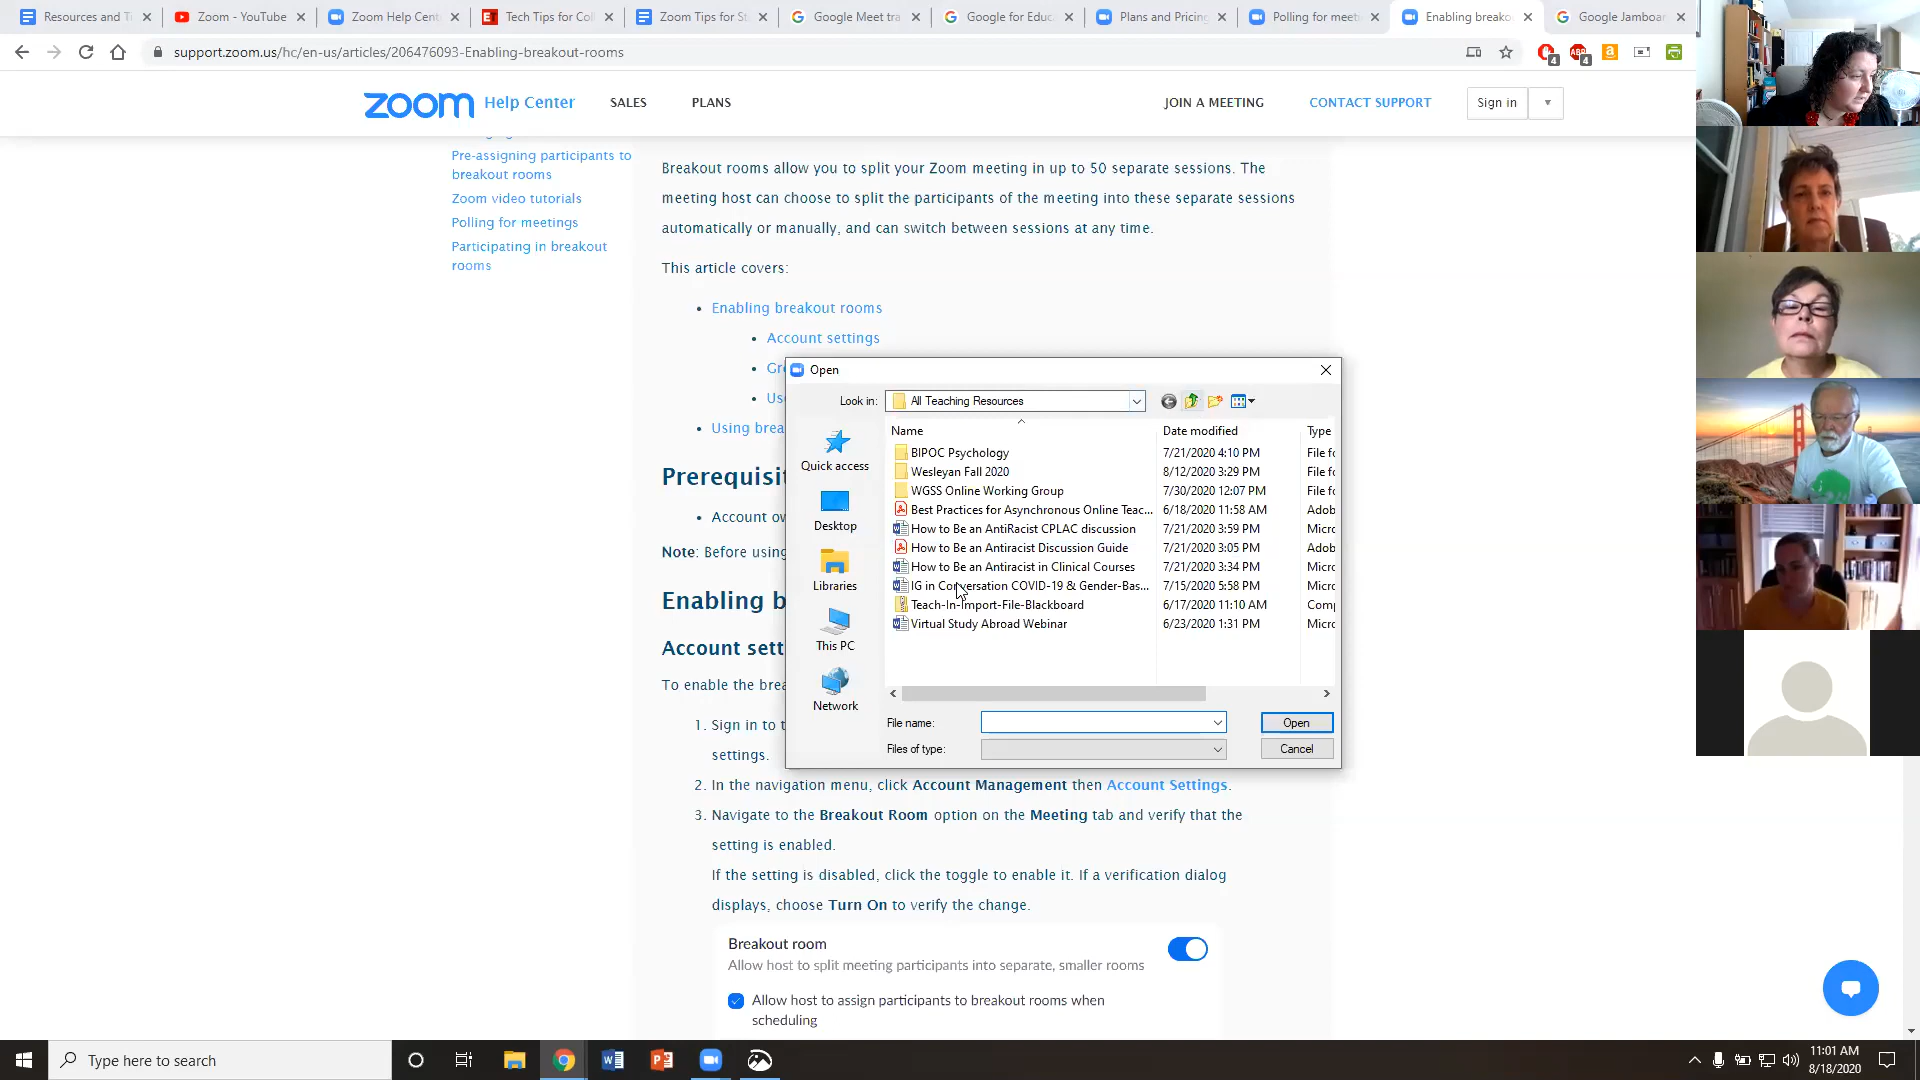 Resources and Ti
Zoom - YouTube
Zoom Help Cent
Tech Tips for Col
Zoom Tips for St
Google Meet tra
Google for Educ
Plans and Pricing
Polling for meeti
Enabling breako
Google Jamboar
support.zoom.us/hc/en-us/articles/206476093-Enabling-breakout-rooms
zoom Help Center
SALES
PLANS
JOIN A MEETING
CONTACT SUPPORT
Sign in
Pre-assigning participants to
breakout rooms
Zoom video tutorials
Polling for meetings
Participating in breakout
rooms
Breakout rooms allow you to split your Zoom meeting in up to 50 separate sessions. The
meeting host can choose to split the participants of the meeting into these separate sessions
automatically or manually, and can switch between sessions at any time.
This article covers:
• Enabling breakout rooms
• Account settings
• Gr
• Us
• Using brea
Prerequisit
• Account ow
Note: Before using
Enabling b
Account sett
To enable the brea
1. Sign in to t
settings.
2. In the navigation menu, click Account Management then Account Settings.
3. Navigate to the Breakout Room option on the Meeting tab and verify that the
setting is enabled.
If the setting is disabled, click the toggle to enable it. If a verification dialog
displays, choose Turn On to verify the change.
Breakout room
Allow host to split meeting participants into separate, smaller rooms
Allow host to assign participants to breakout rooms when
scheduling
Open
Look in: All Teaching Resources
Quick access
Desktop
Libraries
This PC
Network
Name Date modified Type
BIPOC Psychology 7/21/2020 4:10 PM File fo
Wesleyan Fall 2020 8/12/2020 3:29 PM File fo
WGSS Online Working Group 7/30/2020 12:07 PM File fo
Best Practices for Asynchronous Online Teac... 6/18/2020 11:58 AM Adob
How to Be an AntiRacist CPLAC discussion 7/21/2020 3:59 PM Micro
How to Be an Antiracist Discussion Guide 7/21/2020 3:05 PM Adob
How to Be an Antiracist in Clinical Courses 7/21/2020 3:34 PM Micro
IG in Conversation COVID-19 & Gender-Bas... 7/15/2020 5:58 PM Micro
Teach-In-Import-File-Blackboard 6/17/2020 11:10 AM Comp
Virtual Study Abroad Webinar 6/23/2020 1:31 PM Micro
File name:
Open
Files of type:
Cancel
Type here to search
11:01 AM
8/18/2020